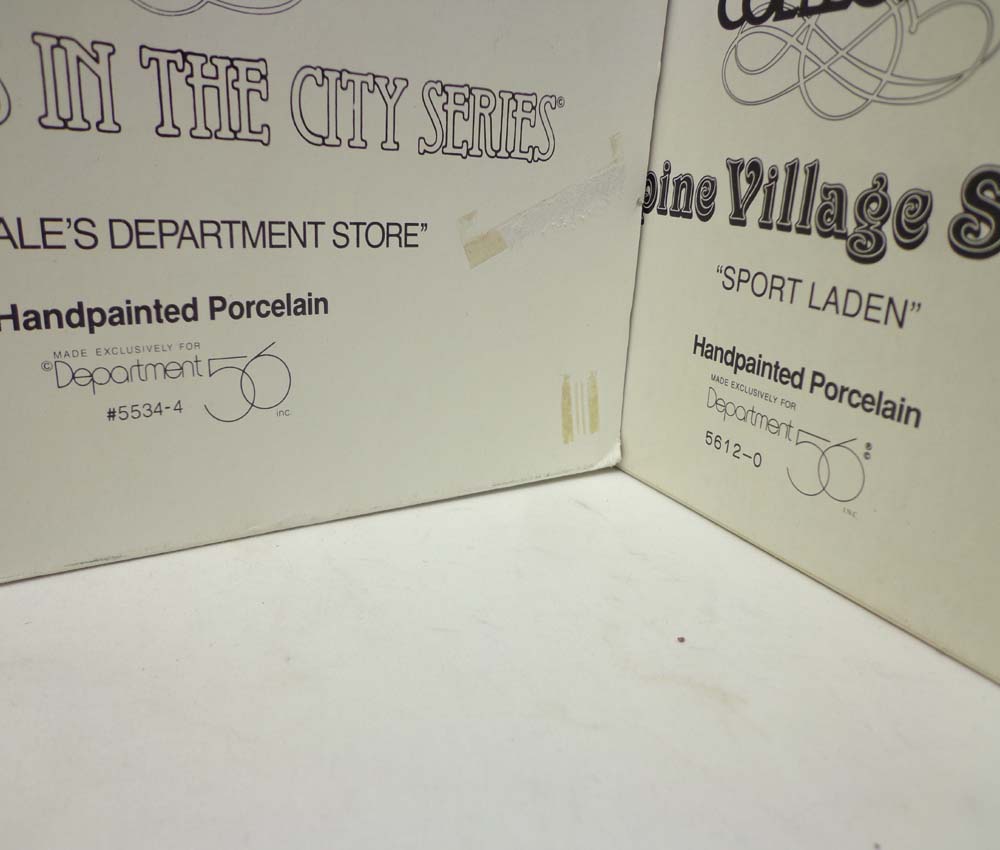 IN THE CITY SERIES©
ALE'S DEPARTMENT STORE”
Handpainted Porcelain
MADE EXCLUSIVELY FOR
©Department 56
inc.
#5534-4
pine Village S
“SPORT LADEN”
Handpainted Porcelain
MADE EXCLUSIVELY FOR
Department 56 ®©
INC.
5612-0